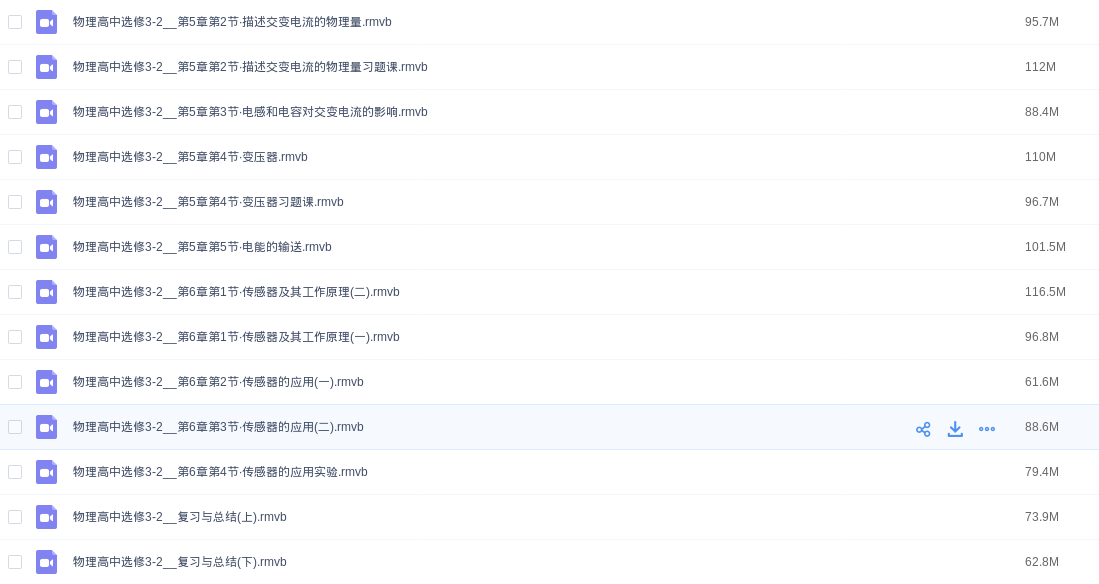 物理高中选修3-2__第5章第2节·描述交变电流的物理量.rmvb 95.7M
物理高中选修3-2__第5章第2节·描述交变电流的物理量习题课.rmvb 112M
物理高中选修3-2__第5章第3节·电感和电容对交变电流的影响.rmvb 88.4M
物理高中选修3-2__第5章第4节·变压器.rmvb 110M
物理高中选修3-2__第5章第4节·变压器习题课.rmvb 96.7M
物理高中选修3-2__第5章第5节·电能的输送.rmvb 101.5M
物理高中选修3-2__第6章第1节·传感器及其工作原理(二).rmvb 116.5M
物理高中选修3-2__第6章第1节·传感器及其工作原理(一).rmvb 96.8M
物理高中选修3-2__第6章第2节·传感器的应用(一).rmvb 61.6M
物理高中选修3-2__第6章第3节·传感器的应用(二).rmvb 88.6M
物理高中选修3-2__第6章第4节·传感器的应用实验.rmvb 79.4M
物理高中选修3-2__复习与总结(上).rmvb 73.9M
物理高中选修3-2__复习与总结(下).rmvb 62.8M